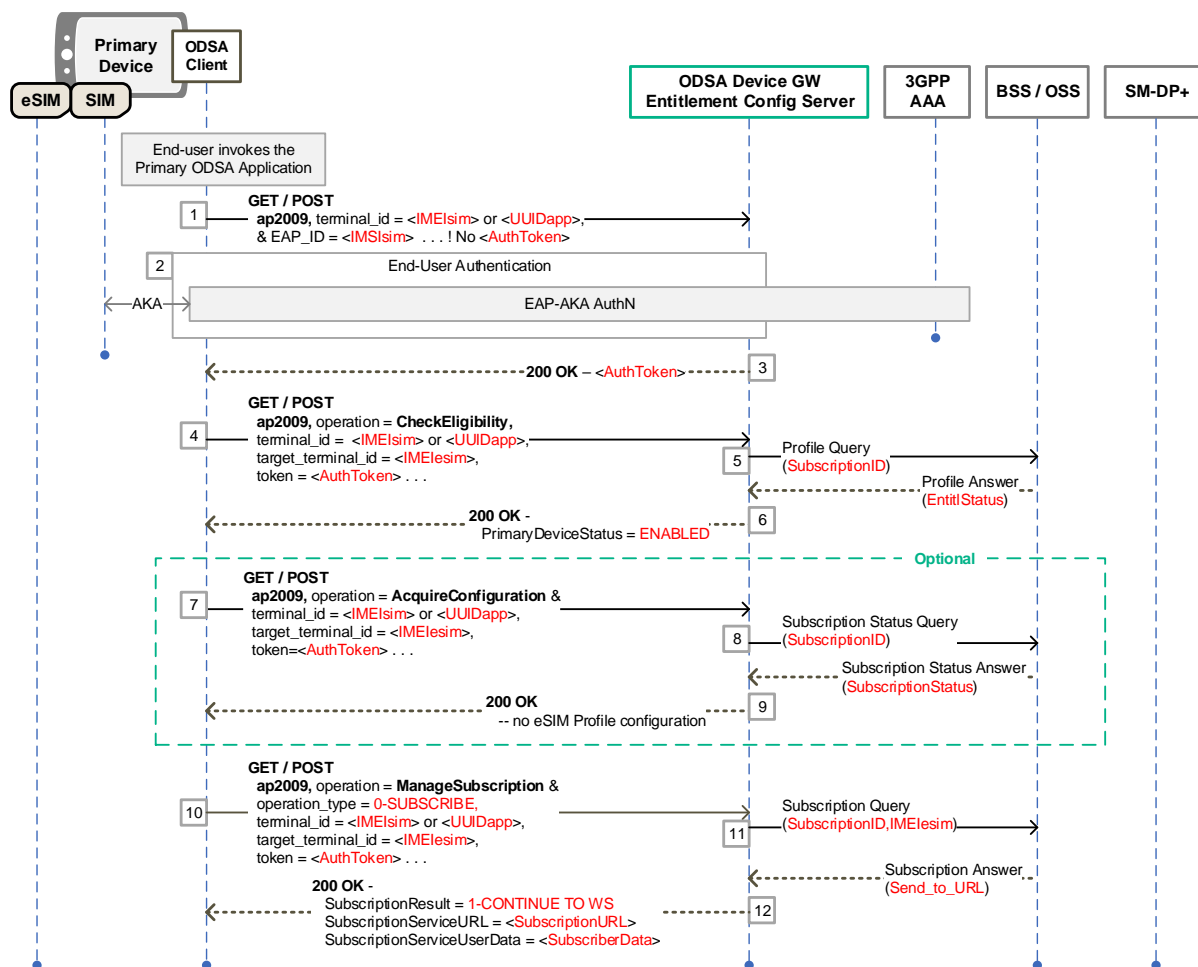 Primary
Device
ODSA
Client
eSIM
SIM
ODSA Device GW
Entitlement Config Server
3GPP
AAA
BSS / OSS
SM-DP+
End-user invokes the
Primary ODSA Application
1
GET / POST
ap2009, terminal_id = <IMEIsim> or <UUIDapp>,
& EAP_ID = <IMSIsim> . . . ! No <AuthToken>
2
End-User Authentication
AKA
EAP-AKA AuthN
200 OK – <AuthToken>
3
4
GET / POST
ap2009, operation = CheckEligibility,
terminal_id = <IMEIsim> or <UUIDapp>,
target_terminal_id = <IMEIesim>,
token = <AuthToken> . . .
5
Profile Query
(SubscriptionID)
Profile Answer
(EntitlStatus)
200 OK -
PrimaryDeviceStatus = ENABLED
6
Optional
7
GET / POST
ap2009, operation = AcquireConfiguration &
terminal_id = <IMEIsim> or <UUIDapp>,
target_terminal_id = <IMEIesim>,
token=<AuthToken> . . .
8
Subscription Status Query
(SubscriptionID)
Subscription Status Answer
(SubscriptionStatus)
200 OK
-- no eSIM Profile configuration
9
10
GET / POST
ap2009, operation = ManageSubscription &
operation_type = 0-SUBSCRIBE,
terminal_id = <IMEIsim> or <UUIDapp>,
target_terminal_id = <IMEIesim>,
token = <AuthToken> . . .
11
Subscription Query
(SubscriptionID,IMEIesim)
Subscription Answer
(Send_to_URL)
200 OK -
SubscriptionResult = 1-CONTINUE TO WS
SubscriptionServiceURL = <SubscriptionURL>
SubscriptionServiceUserData = <SubscriberData>
12